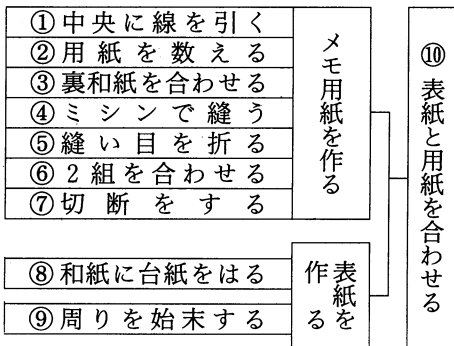 ①中央に線を引く
②用紙を数える
③裏和紙を合わせる
④ミシンで縫う
⑤縫い目を折る
⑥2組を合わせる
⑦切断をする
メモ用紙を作る
⑧和紙に台紙をはる
⑨周りを始末する
表紙を
作る
⑩表紙と用紙を合わせる